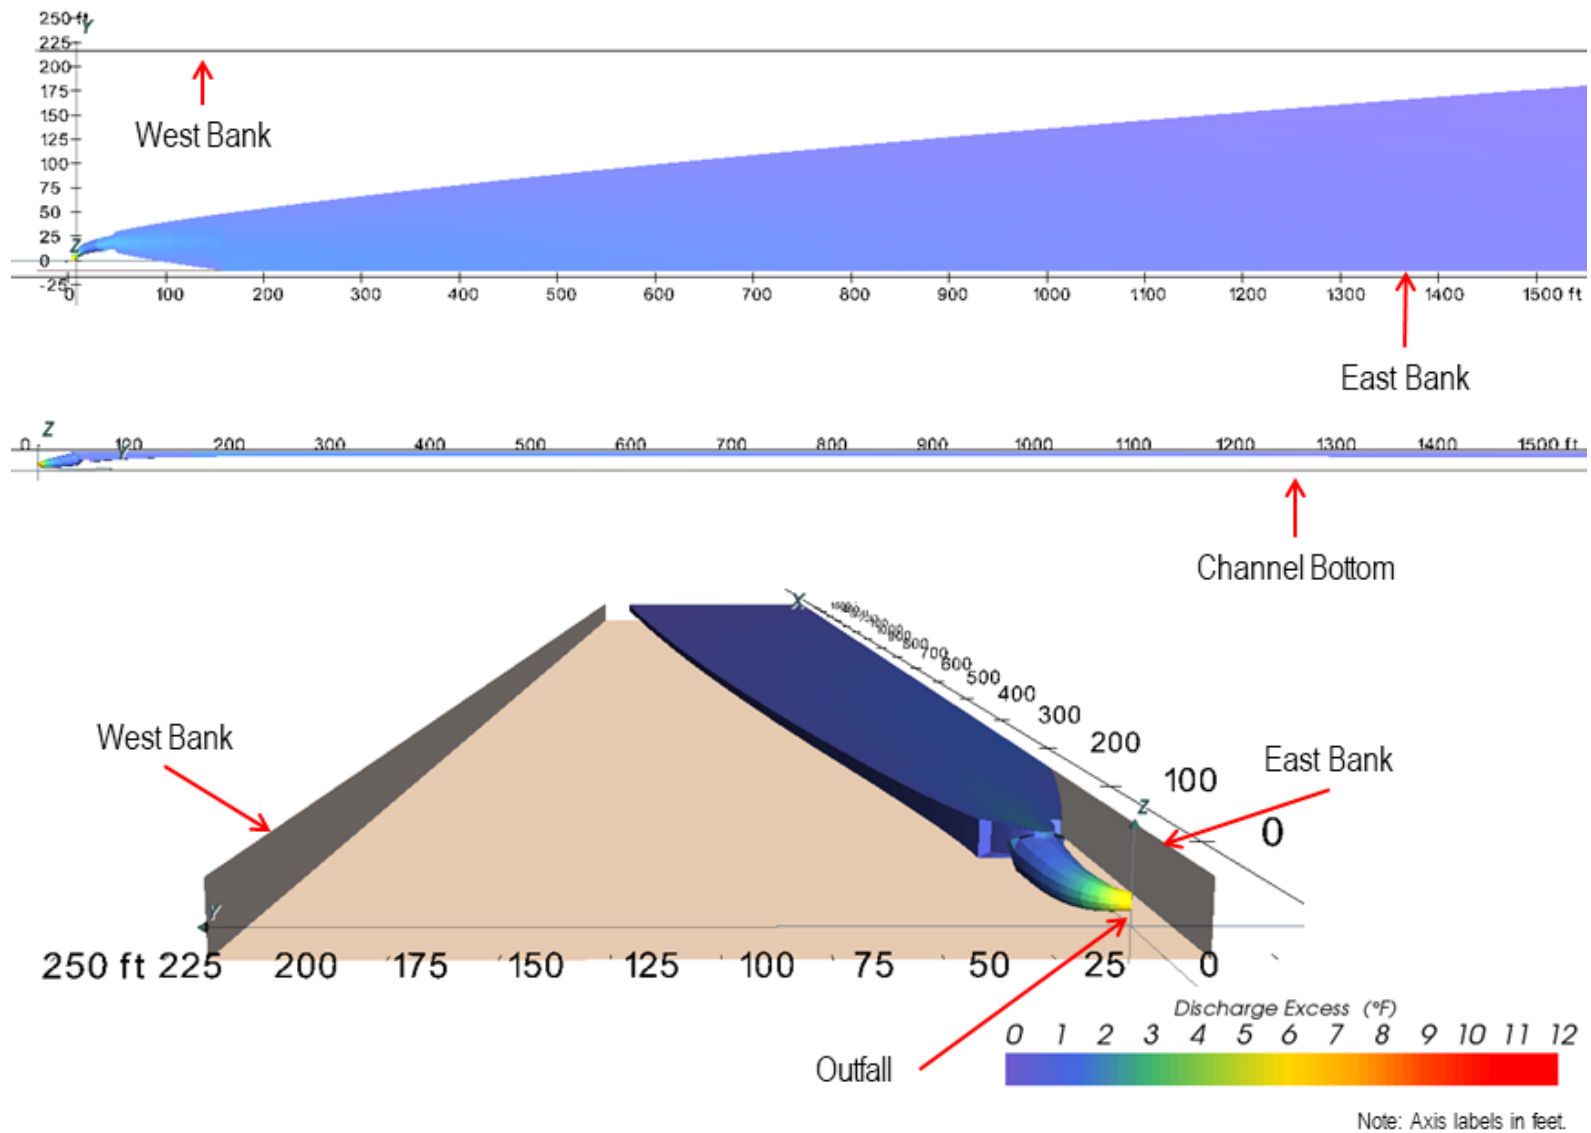 250 ft
Y
225
200
175
150
125
100
75
50
25
Z
0
-25
West Bank
0 100 200 300 400 500 600 700 800 900 1000 1100 1200 1300 1400 1500 ft
East Bank
Z
0 120 200 300 400 500 600 700 800 900 1000 1100 1200 1300 1400 1500 ft
Y
Channel Bottom
X
900
800
700
600
500
400
300
200
100
0
West Bank
East Bank
Z
Y
250 ft 225 200 175 150 125 100 75 50 25 0
Discharge Excess (°F)
0 1 2 3 4 5 6 7 8 9 10 11 12
Outfall
Note: Axis labels in feet.